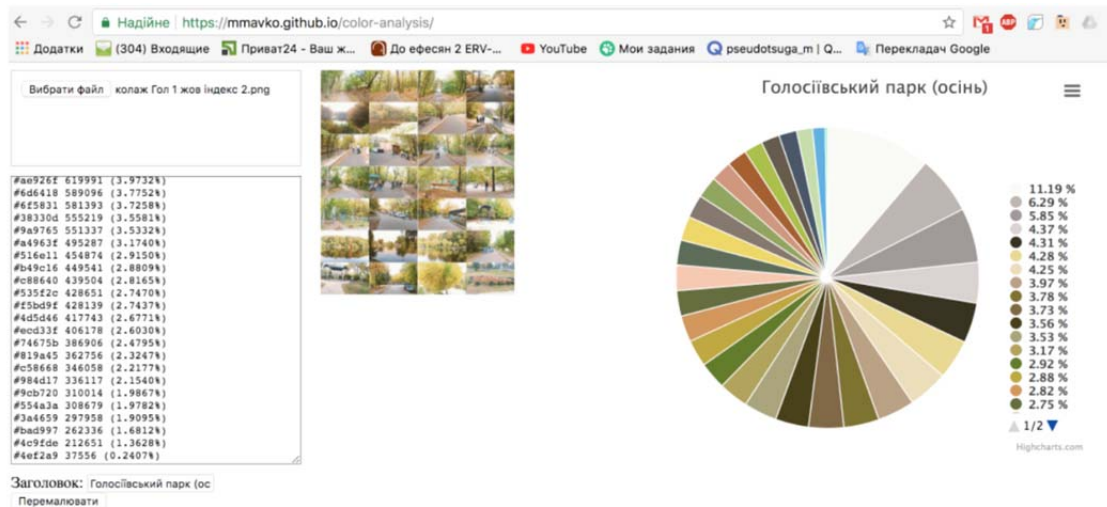 Надійне https://mmavko.github.io/color-analysis/
Додатки (304) Входящие Приват24 - Ваш ж... До ефесян 2 ERV-... YouTube Мои задания pseudotsuga_m | Q... Перекладач Google
Вибрати файл колаж Гол 1 жов індекс 2.png
#ae926f 619991 (3.9732%)
#6d6418 589096 (3.7752%)
#6f5831 581393 (3.7258%)
#38330d 555219 (3.5581%)
#9a9765 551337 (3.5332%)
#a4963f 495287 (3.1740%)
#516e11 454874 (2.9150%)
#b49c16 449541 (2.8809%)
#c88640 439504 (2.8165%)
#535f2c 428651 (2.7470%)
#f5bd9f 428139 (2.7437%)
#4d5d46 417743 (2.6771%)
#ecd33f 406178 (2.6030%)
#74675b 386906 (2.4795%)
#819a45 362756 (2.3247%)
#c58668 346058 (2.2177%)
#984d17 336117 (2.1540%)
#9cb720 310014 (1.9867%)
#554a3a 308679 (1.9782%)
#3a4659 297958 (1.9095%)
#bad997 262336 (1.6812%)
#4c9fde 212651 (1.3628%)
#4ef2a9 37556 (0.2407%)
Заголовок: Голосіївський парк (ос
Перемалювати
Голосіївський парк (осінь)
11.19 %
6.29 %
5.85 %
4.37 %
4.31 %
4.28 %
4.25 %
3.97 %
3.78 %
3.73 %
3.56 %
3.53 %
3.17 %
2.92 %
2.88 %
2.82 %
2.75 %
1/2
Highcharts.com